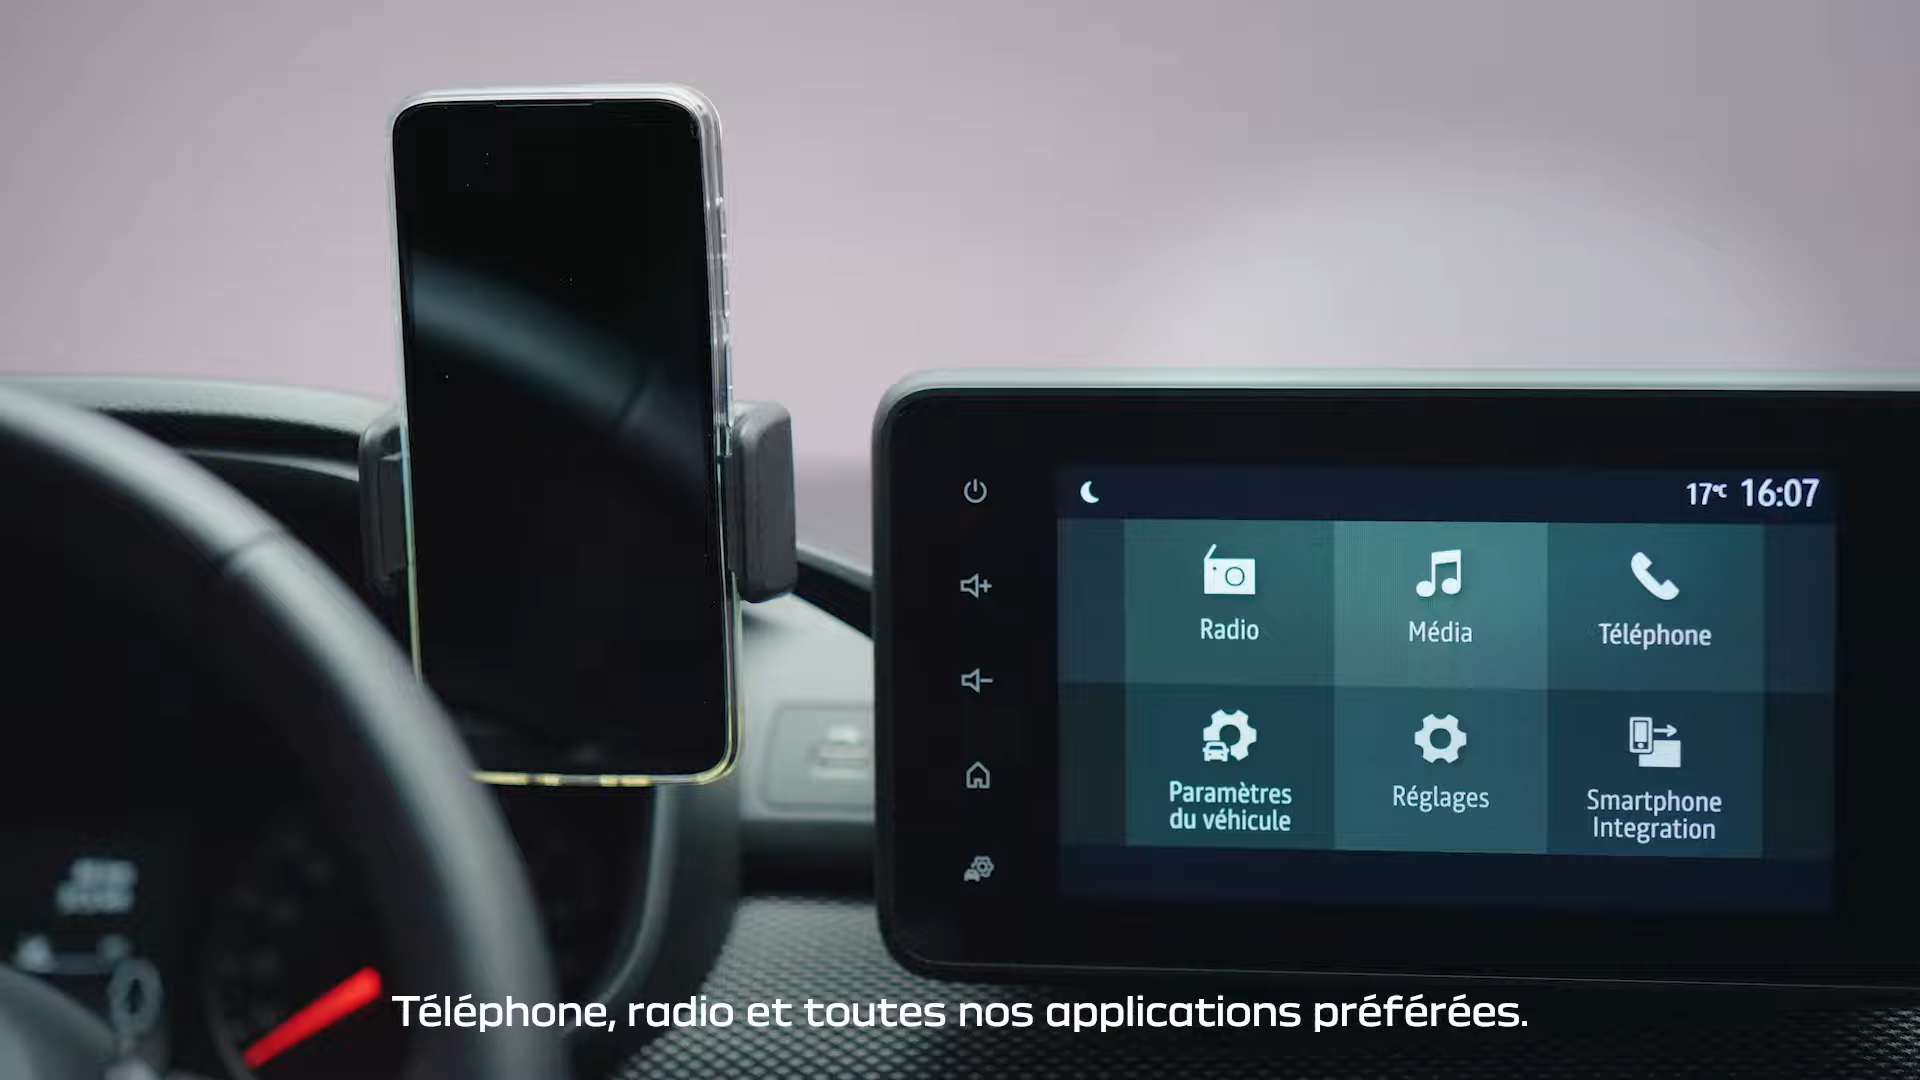 17°C 16:07
Radio
Média
Téléphone
Paramètres
du véhicule
Réglages
Smartphone
Integration
Téléphone, radio et toutes nos applications préférées.